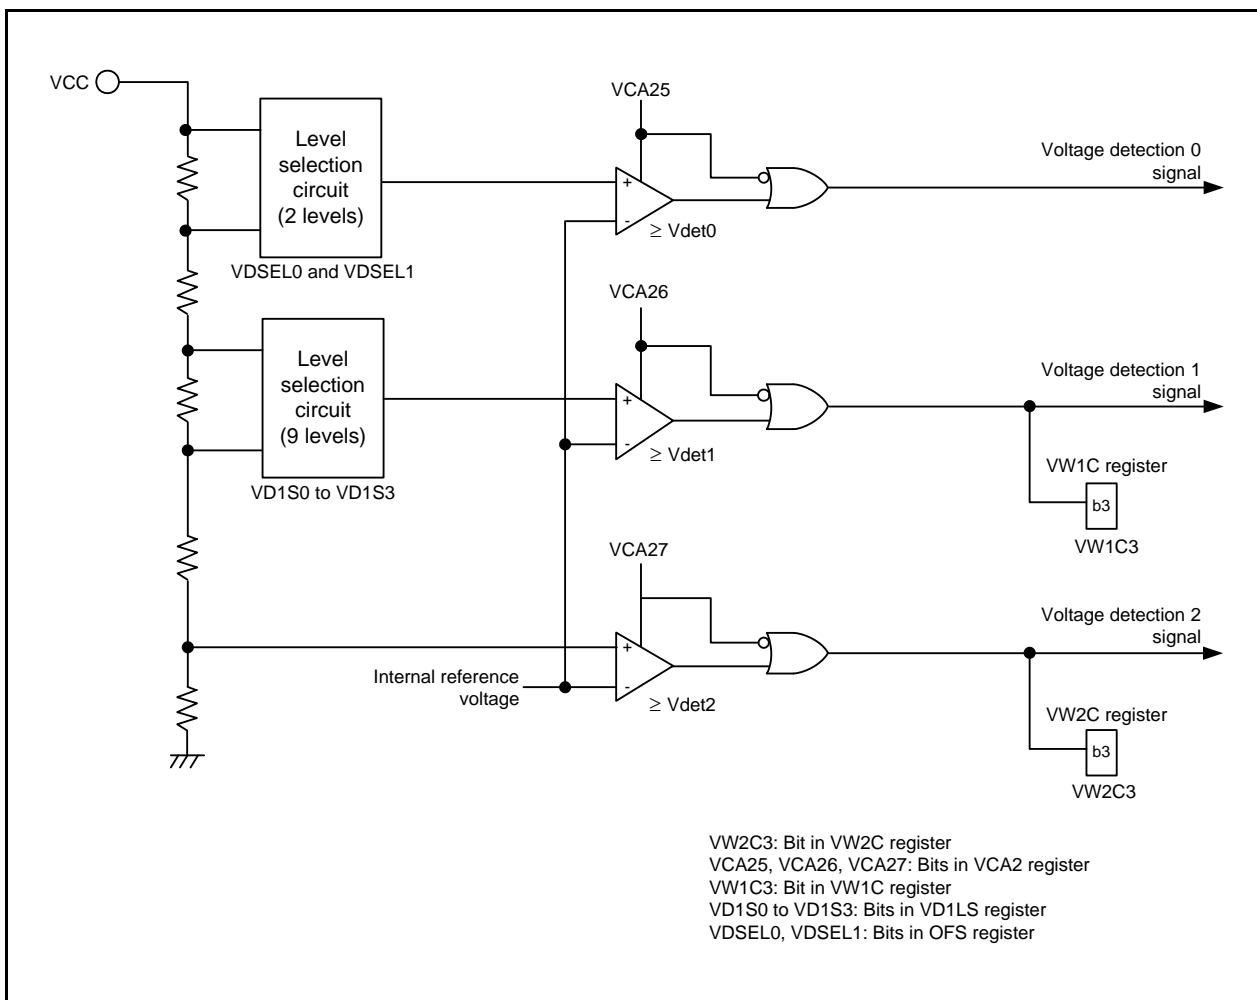 VCC
Level
selection
circuit
(2 levels)
VDSEL0 and VDSEL1
VCA25
+
-
≥ Vdet0
Voltage detection 0
signal
Level
selection
circuit
(9 levels)
VD1S0 to VD1S3
VCA26
+
-
≥ Vdet1
Voltage detection 1
signal
VW1C register
b3
VW1C3
VCA27
+
-
≥ Vdet2
Internal reference
voltage
Voltage detection 2
signal
VW2C register
b3
VW2C3
VW2C3: Bit in VW2C register
VCA25, VCA26, VCA27: Bits in VCA2 register
VW1C3: Bit in VW1C register
VD1S0 to VD1S3: Bits in VD1LS register
VDSEL0, VDSEL1: Bits in OFS register